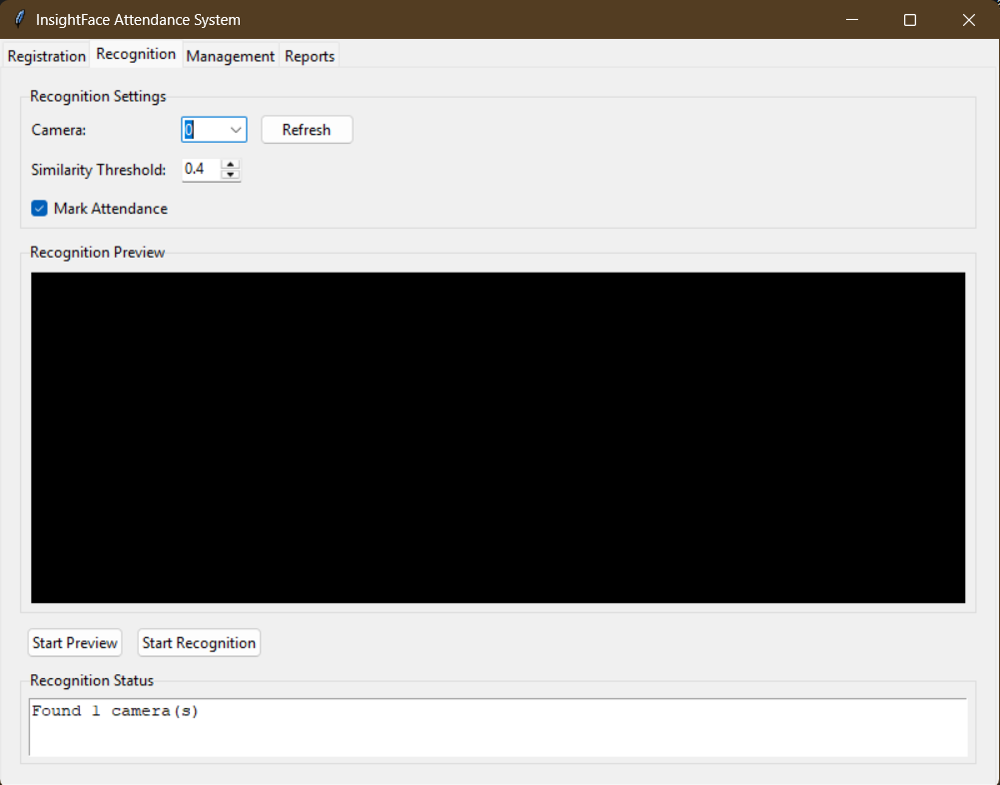 InsightFace Attendance System
Registration Recognition Management Reports
Recognition Settings
Camera: 0 Refresh
Similarity Threshold: 0.4
Mark Attendance
Recognition Preview
Start Preview Start Recognition
Recognition Status
Found 1 camera(s)